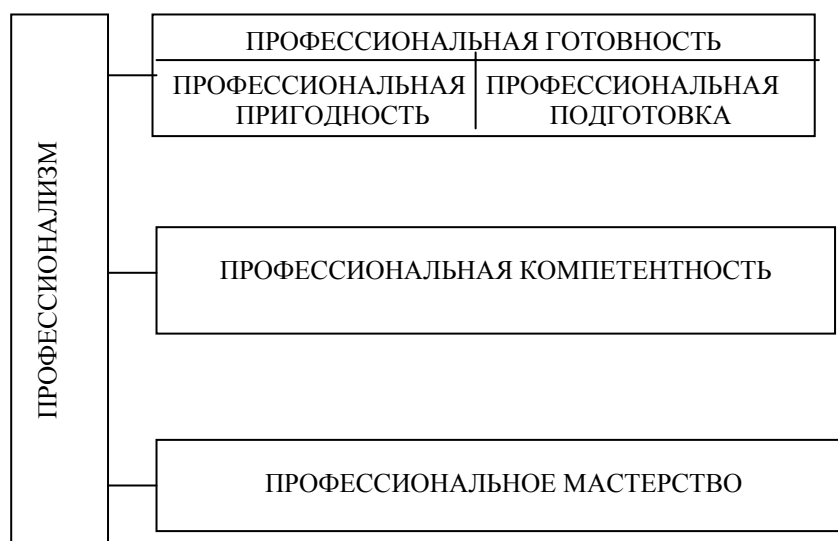 ПРОФЕССИОНАЛИЗМ
ПРОФЕССИОНАЛЬНАЯ ГОТОВНОСТЬ
ПРОФЕССИОНАЛЬНАЯ
ПРИГОДНОСТЬ
ПРОФЕССИОНАЛЬНАЯ
ПОДГОТОВКА
ПРОФЕССИОНАЛЬНАЯ КОМПЕТЕНТНОСТЬ
ПРОФЕССИОНАЛЬНОЕ МАСТЕРСТВО